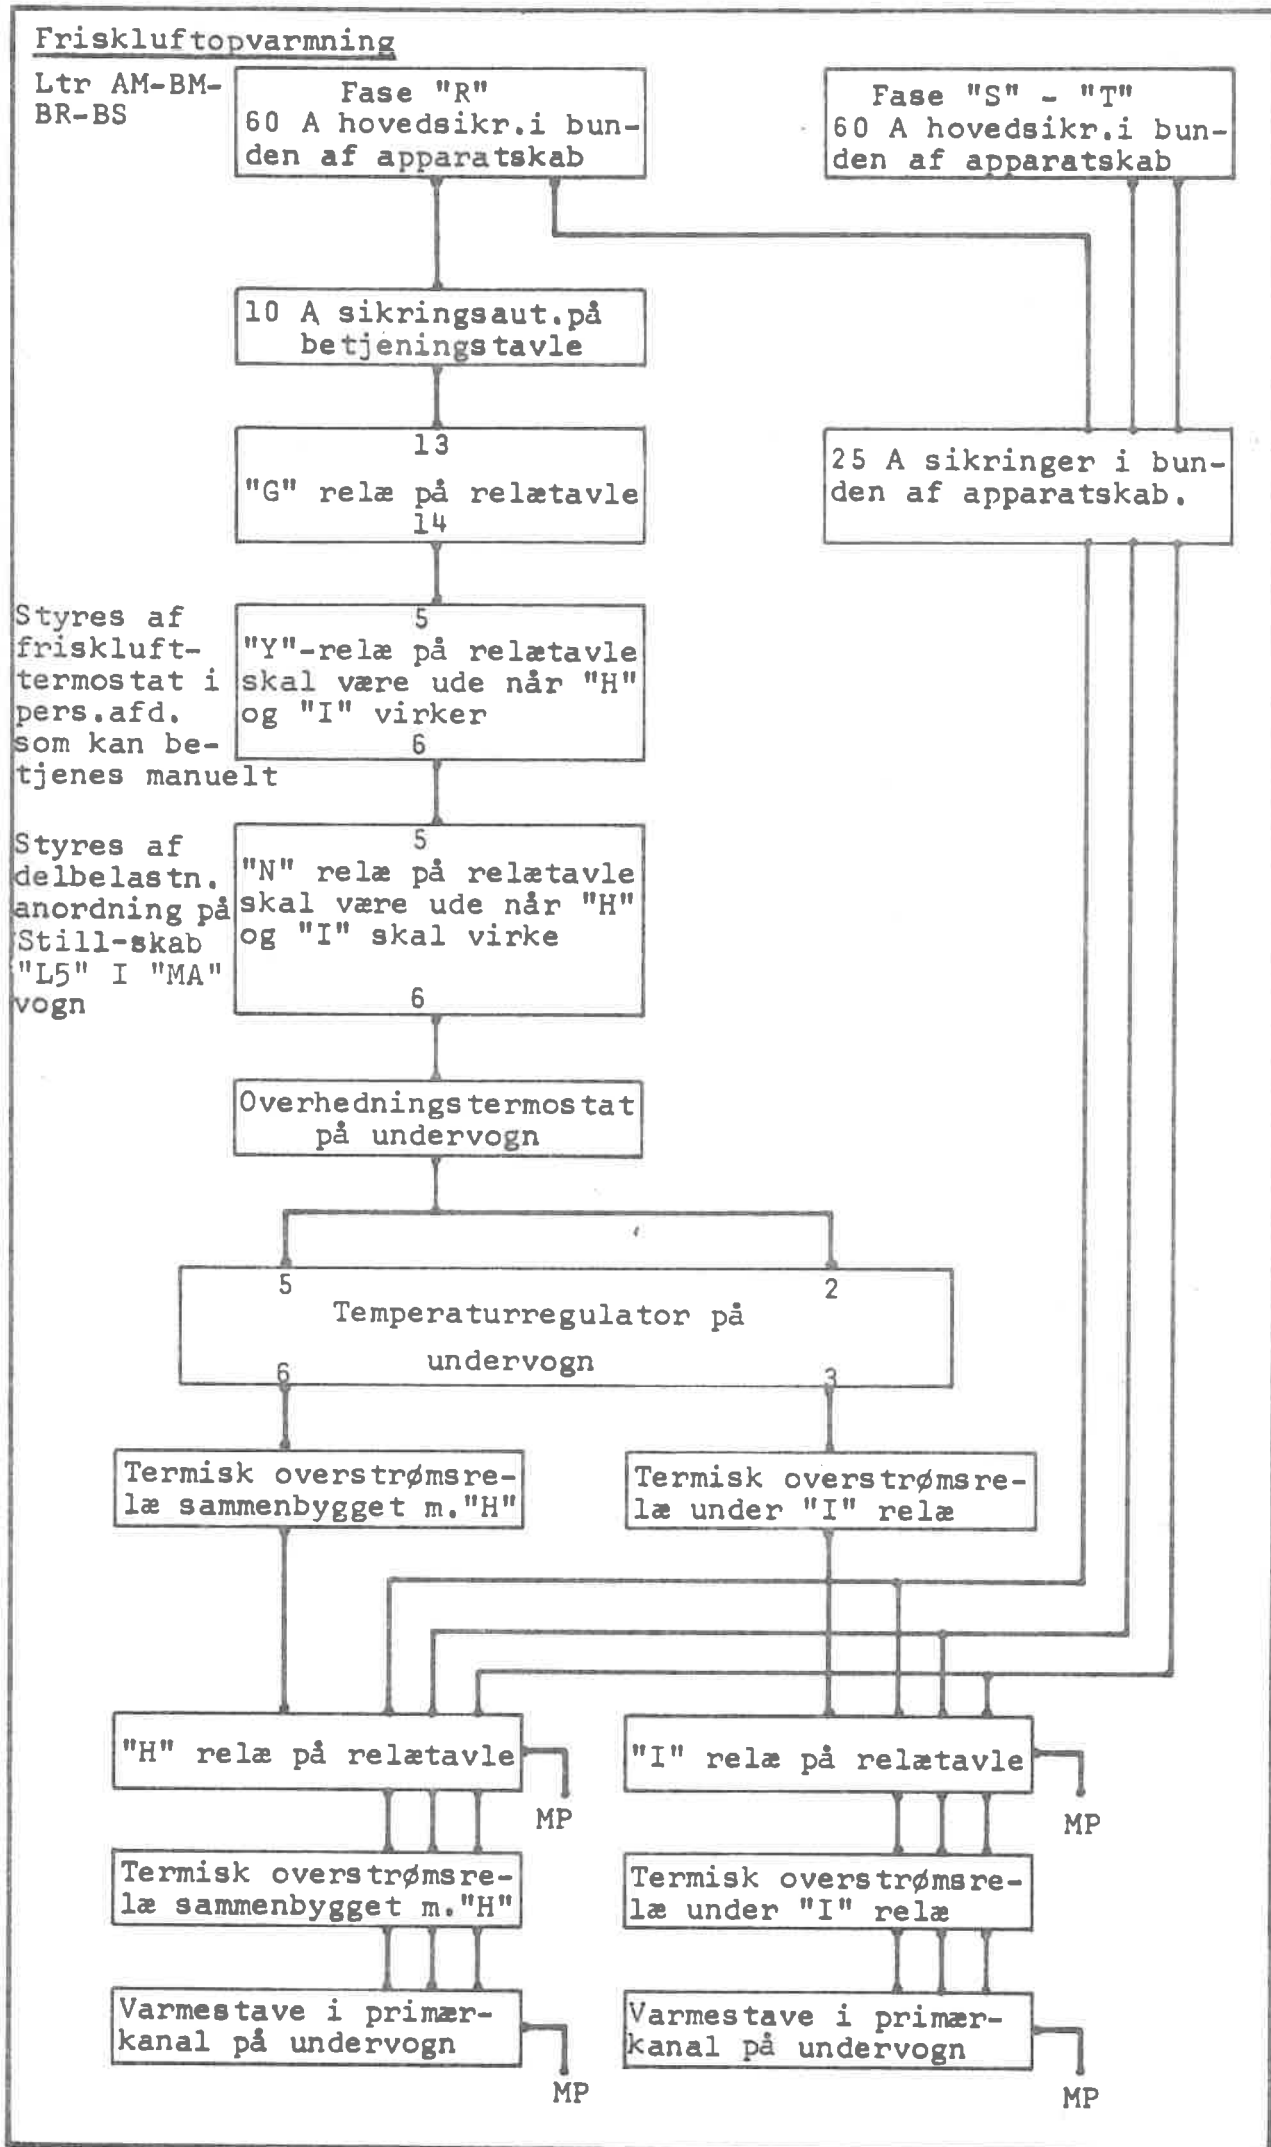 Friskluftopvarmning
Ltr AM-BM-
BR-BS
Fase "R"
60 A hovedsikr.i bun-
den af apparatskab
Fase "S" - "T"
60 A hovedsikr.i bun-
den af apparatskab
10 A sikringsaut.på
betjeningstavle
13
"G" relæ på relætavle
14
25 A sikringer i bun-
den af apparatskab.
Styres af
friskluft-
termostat i
pers.afd.
som kan be-
tjenes manuelt
5
"Y"-relæ på relætavle
skal være ude når "H"
og "I" virker
6
Styres af
delbelastn.
anordning på
Still-skab
"L5" I "MA"
vogn
5
"N" relæ på relætavle
skal være ude når "H"
og "I" skal virke
6
Overhedningstermostat
på undervogn
5
2
Temperaturregulator på
undervogn
6
3
Termisk overstrømsre-
læ sammenbygget m."H"
Termisk overstrømsre-
læ under "I" relæ
"H" relæ på relætavle
MP
"I" relæ på relætavle
MP
Termisk overstrømsre-
læ sammenbygget m."H"
Termisk overstrømsre-
læ under "I" relæ
Varmestave i primær-
kanal på undervogn
MP
Varmestave i primær-
kanal på undervogn
MP